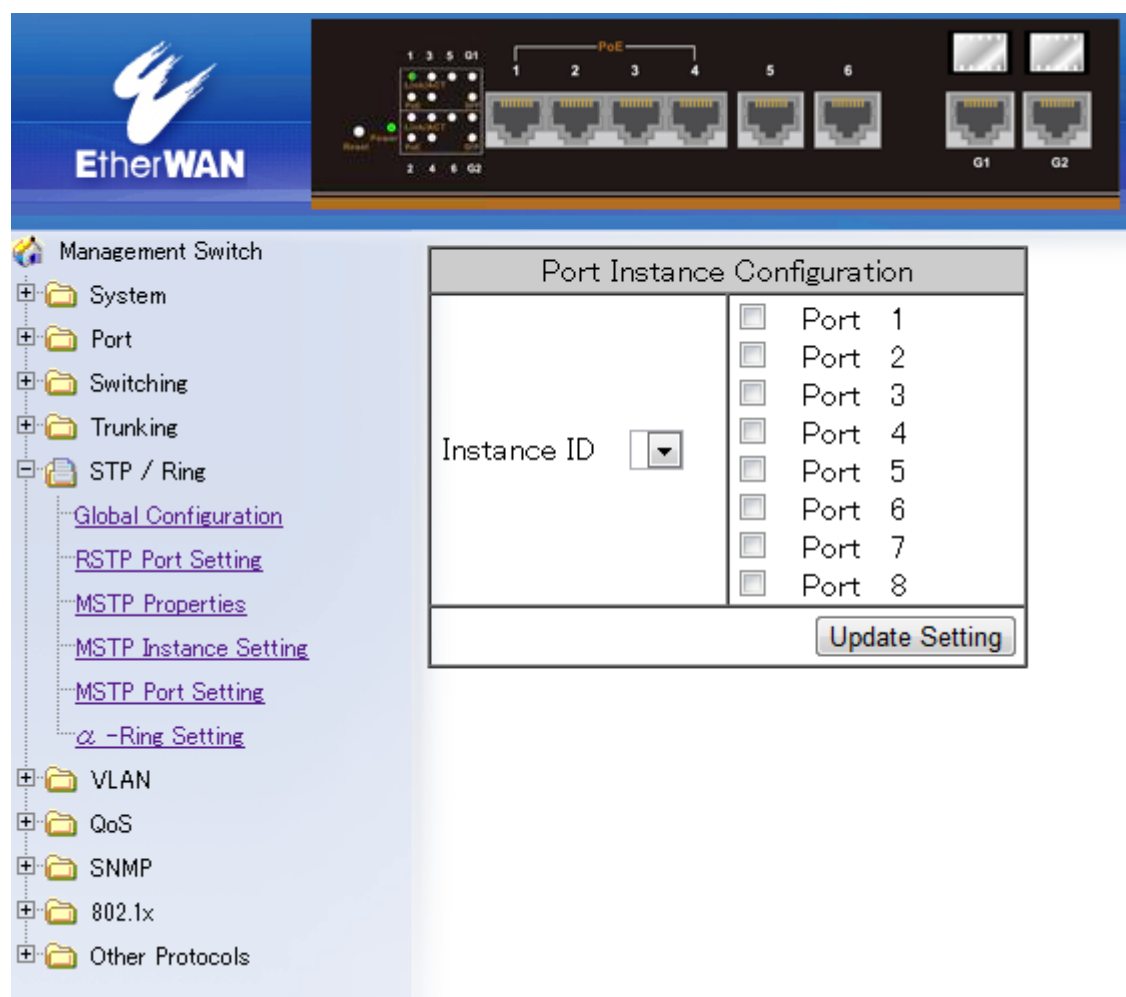 EtherWAN
1 3 5 G1
Link/ACT
PoE
Link/ACT
PoE
2 4 6 G2
Reset
Power
PoE
1 2 3 4 5 6
G1 G2
Management Switch
System
Port
Switching
Trunking
STP / Ring
Global Configuration
RSTP Port Setting
MSTP Properties
MSTP Instance Setting
MSTP Port Setting
α -Ring Setting
VLAN
QoS
SNMP
802.1x
Other Protocols
Port Instance Configuration
Instance ID
Port 1
Port 2
Port 3
Port 4
Port 5
Port 6
Port 7
Port 8
Update Setting